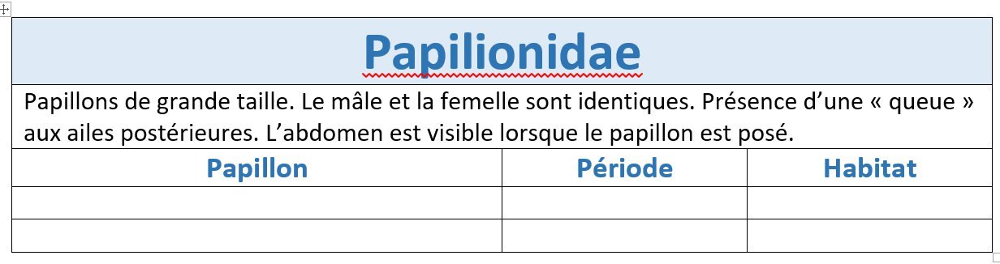 Papilionidae
Papillons de grande taille. Le mâle et la femelle sont identiques. Présence d’une « queue »
aux ailes postérieures. L’abdomen est visible lorsque le papillon est posé.
Papillon Période Habitat